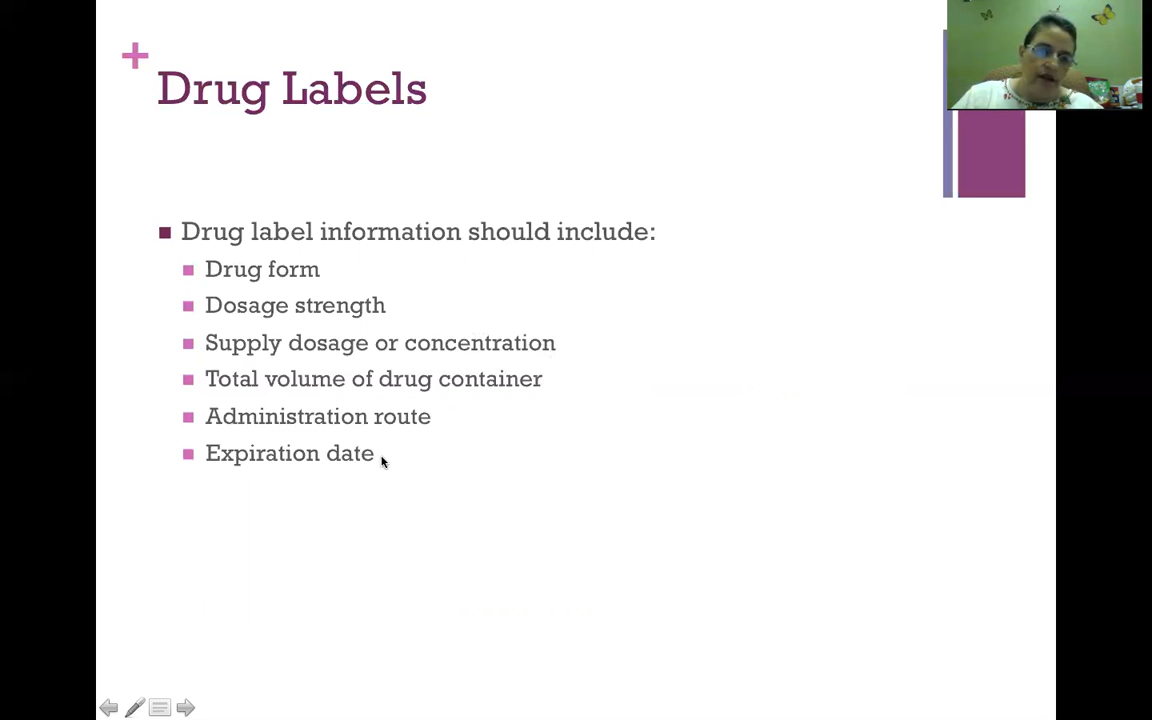 Drug Labels
Drug label information should include:
Drug form
Dosage strength
Supply dosage or concentration
Total volume of drug container
Administration route
Expiration date